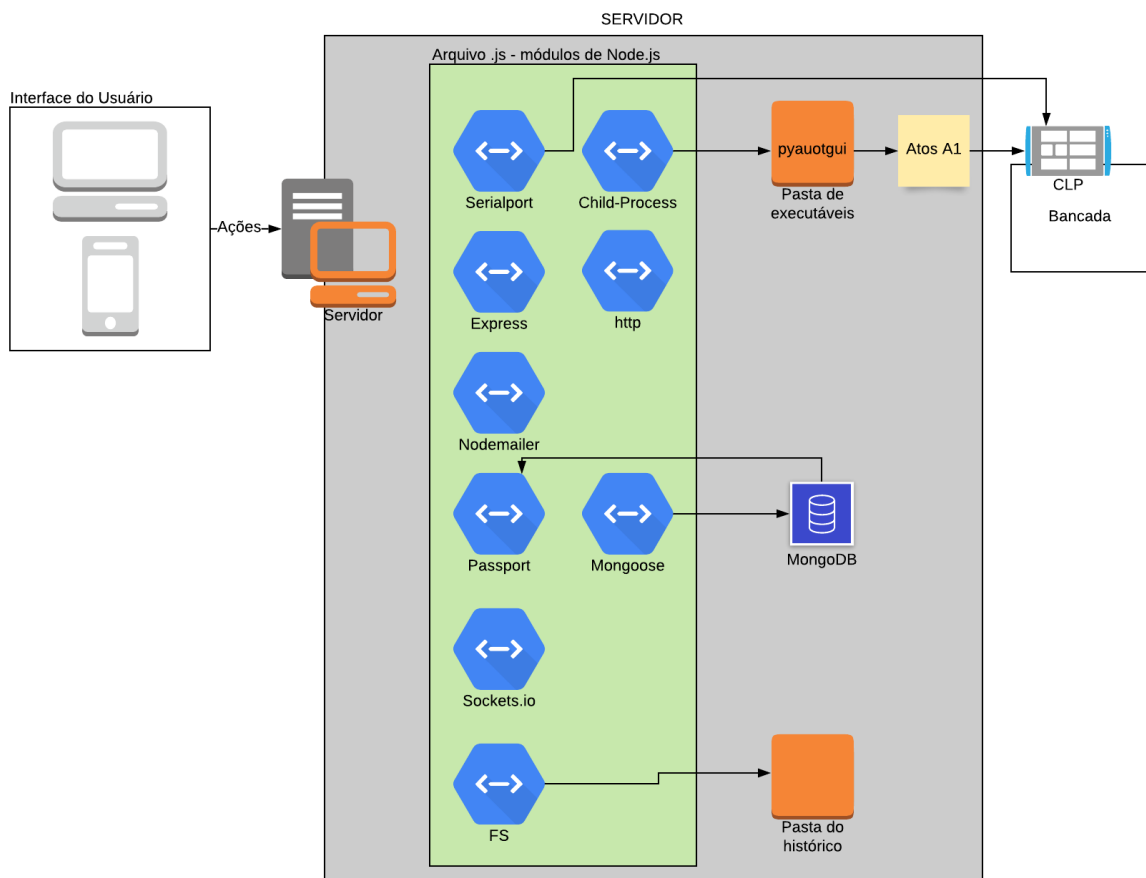 SERVIDOR
Arquivo .js - módulos de Node.js
Interface do Usuário
Serialport
Child-Process
pyauotgui
Pasta de
executáveis
Atos A1
CLP
Bancada
Ações
Servidor
Express
http
Nodemailer
Passport
Mongoose
MongoDB
Sockets.io
FS
Pasta do
histórico